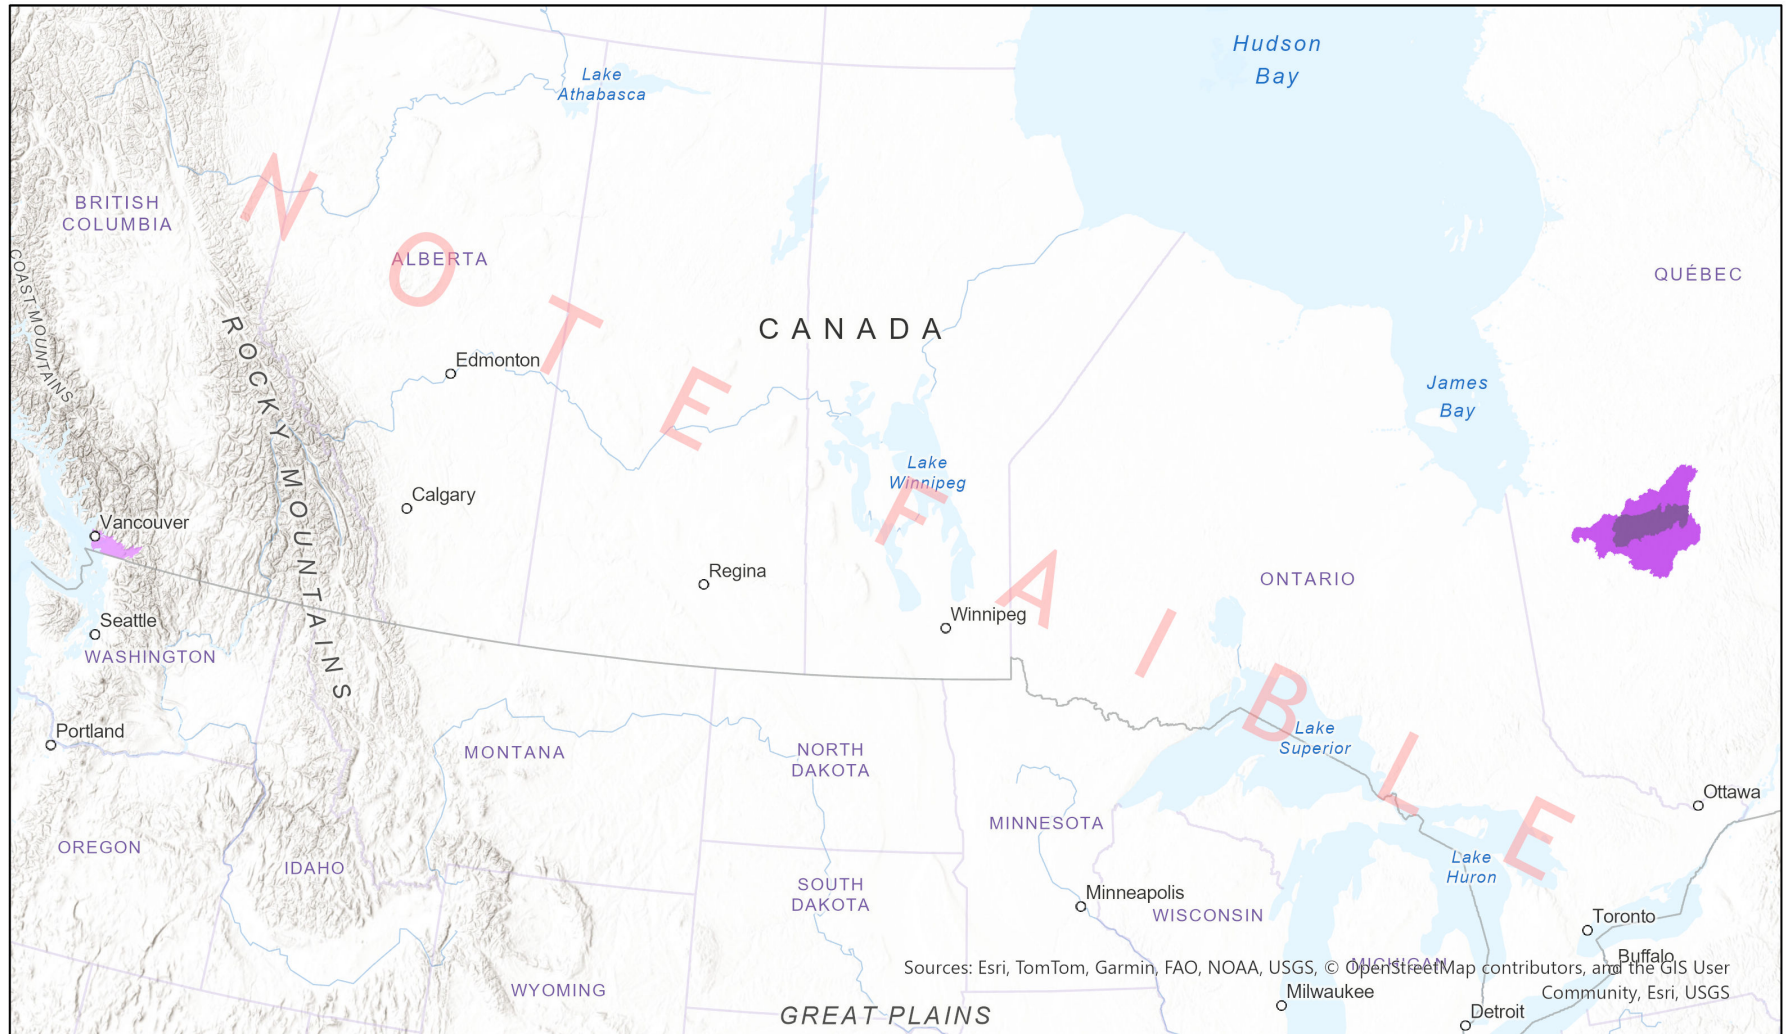 Hudson
Bay
Lake
Athabasca
BRITISH
COLUMBIA
ALBERTA
QUÉBEC
COAST MOUNTAINS
ROCKY MOUNTAINS
CANADA
Edmonton
James
Bay
Lake
Winnipeg
Calgary
Vancouver
Regina
ONTARIO
Winnipeg
Seattle
WASHINGTON
Portland
MONTANA
NORTH
DAKOTA
Lake
Superior
Ottawa
MINNESOTA
OREGON
IDAHO
Lake
Huron
SOUTH
DAKOTA
Minneapolis
WISCONSIN
Toronto
Buffalo
MICHIGAN
Sources: Esri, TomTom, Garmin, FAO, NOAA, USGS, © OpenStreetMap contributors, and the GIS User
Community, Esri, USGS
WYOMING
Milwaukee
GREAT PLAINS
Detroit
NOTE FAIBLE